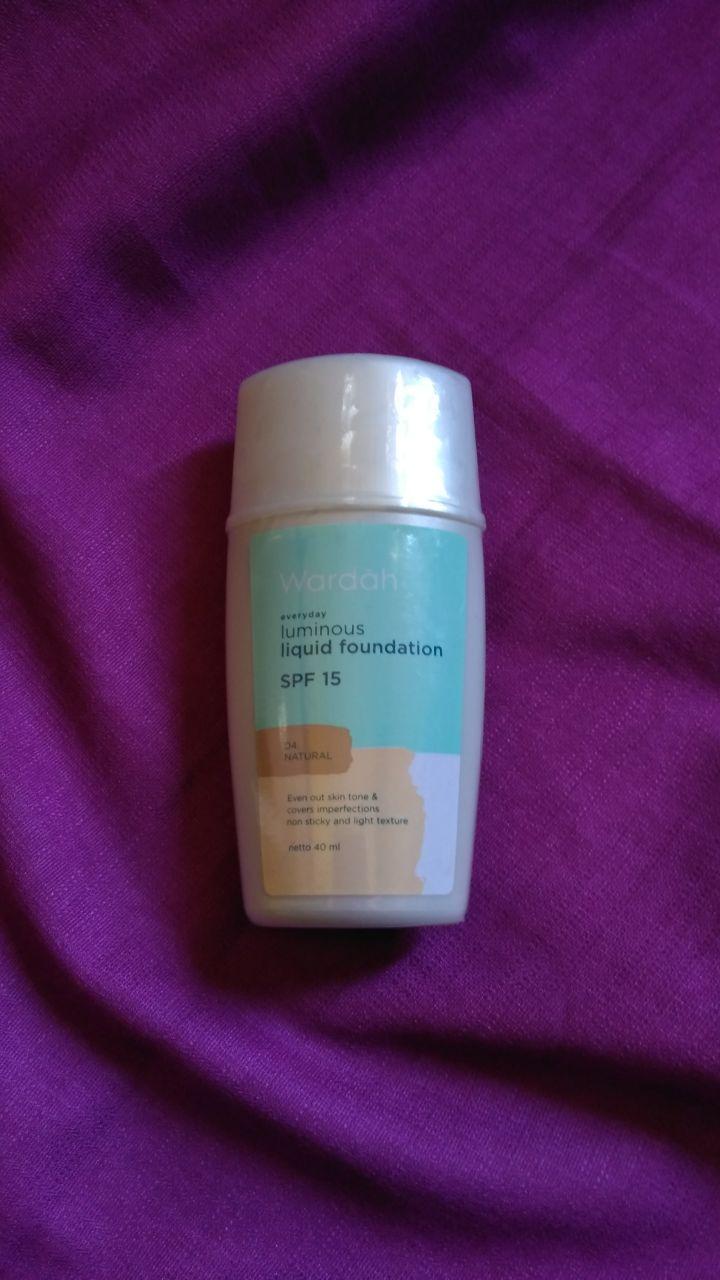 Wardah
everyday
luminous
liquid foundation
SPF 15
04
NATURAL
Even out skin tone &
covers imperfections
non sticky and light texture
netto 40 ml